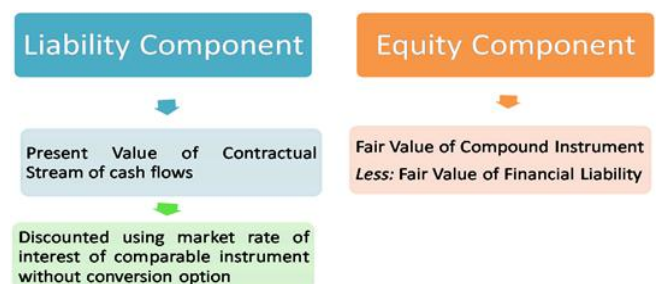 Liability Component
Present Value of Contractual
Stream of cash flows
Discounted using market rate of
interest of comparable instrument
without conversion option
Equity Component
Fair Value of Compound Instrument
Less: Fair Value of Financial Liability